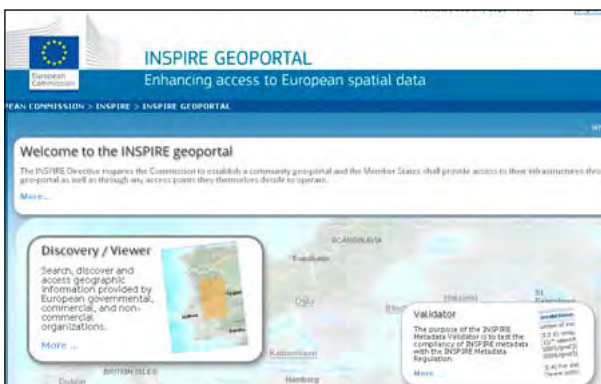 European
Commission
INSPIRE GEOPORTAL
Enhancing access to European spatial data
PEAN COMMISSION > INSPIRE > INSPIRE GEOPORTAL
Welcome to the INSPIRE geoportal
The INSPIRE Directive requires the Commission to establish a community geo-portal and the Member States shall provide access to their infrastructures thro
geo-portal as well as through any access points they themselves decide to operate.
More...
Discovery / Viewer
Search, discover and
access geographic
information provided by
European governmental,
commercial, and non-
commercial
organizations.
More ...
SCANDINAVIA
Oslo
Helsinki
St.
Validator
The purpose of the INSPIRE
Metadata Validator is to test the
compliancy of INSPIRE metadata
with the INSPIRE Metadata
Regulation.
More
København
BRITISH ISLES
Dublin
Hamburg